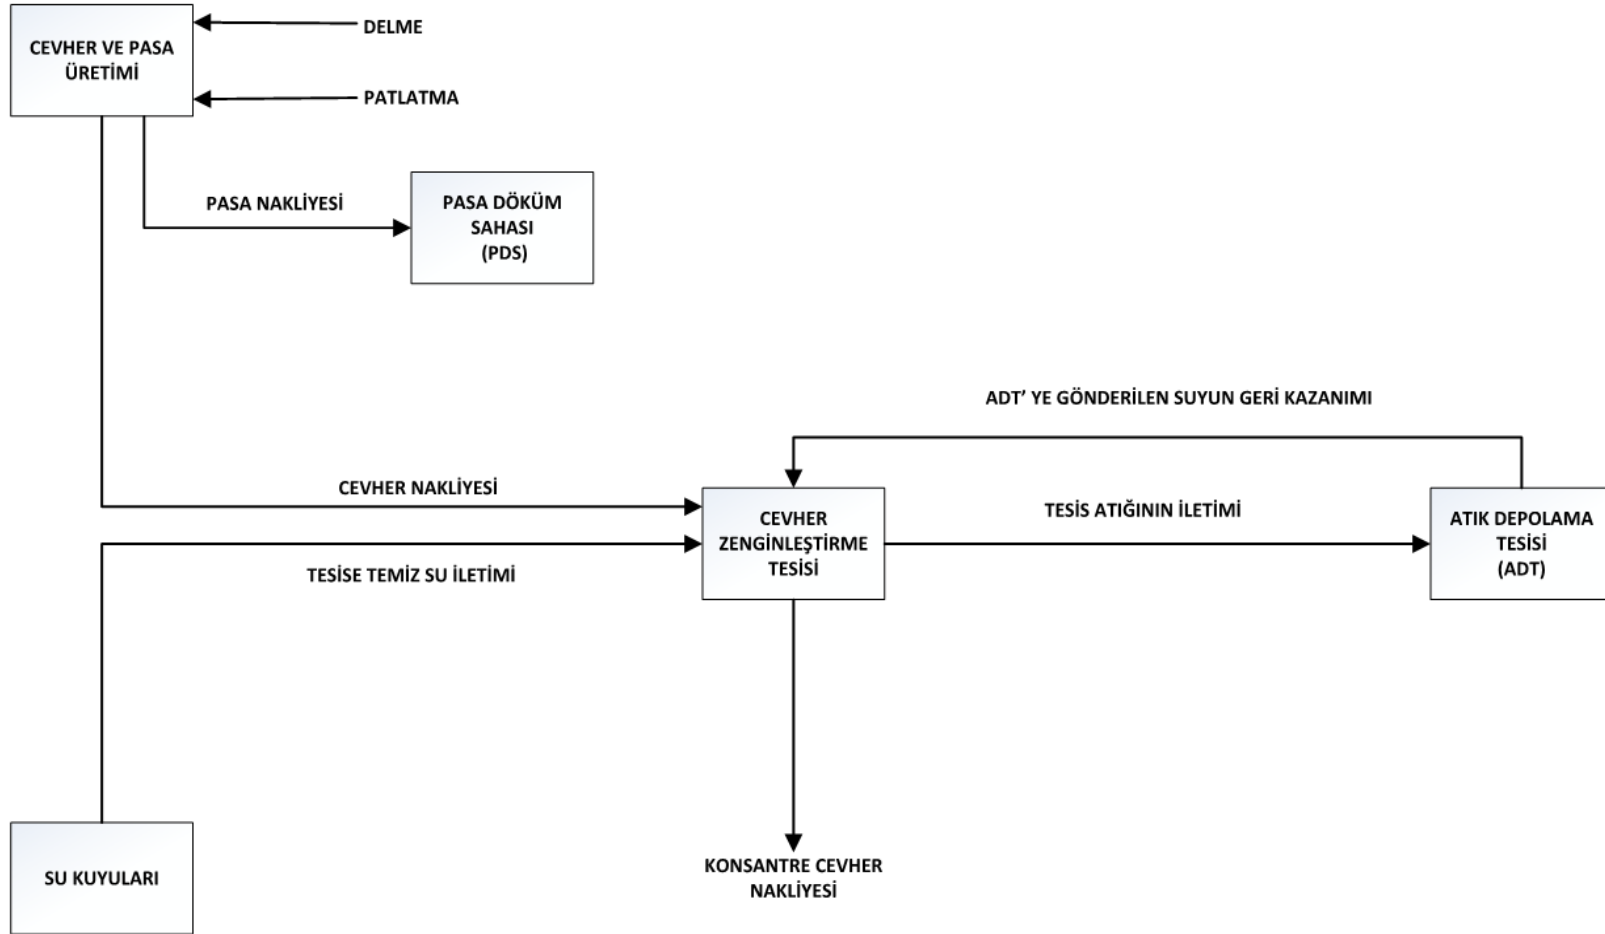 CEVHER VE PASA
ÜRETİMİ
DELME
PATLATMA
PASA NAKLİYESİ
PASA DÖKÜM
SAHASI
(PDS)
ADT’ YE GÖNDERİLEN SUYUN GERİ KAZANIMI
CEVHER NAKLİYESİ
TESİSE TEMİZ SU İLETİMİ
CEVHER
ZENGİNLEŞTİRME
TESİSİ
TESİS ATIĞININ İLETİMİ
ATIK DEPOLAMA
TESİSİ
(ADT)
SU KUYULARI
KONSANTRE CEVHER
NAKLİYESİ